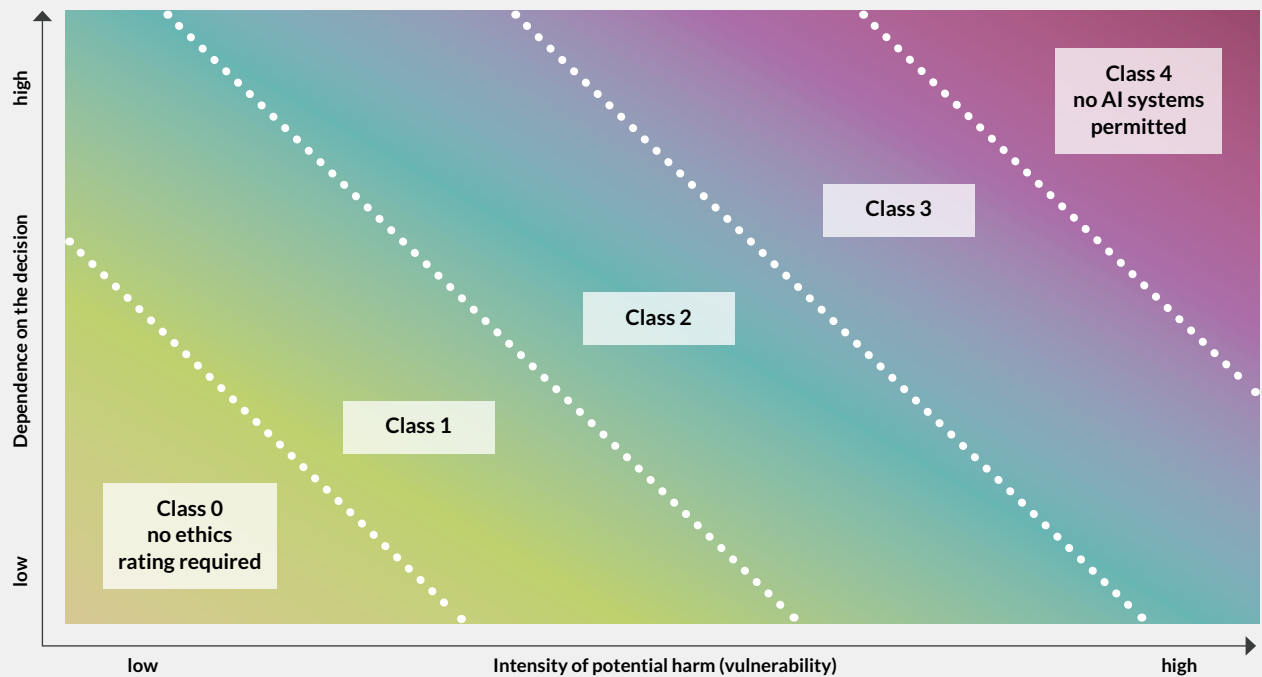 high
Dependence on the decision
low
Class 4
no AI systems
permitted
Class 3
Class 2
Class 1
Class 0
no ethics
rating required
low
Intensity of potential harm (vulnerability)
high